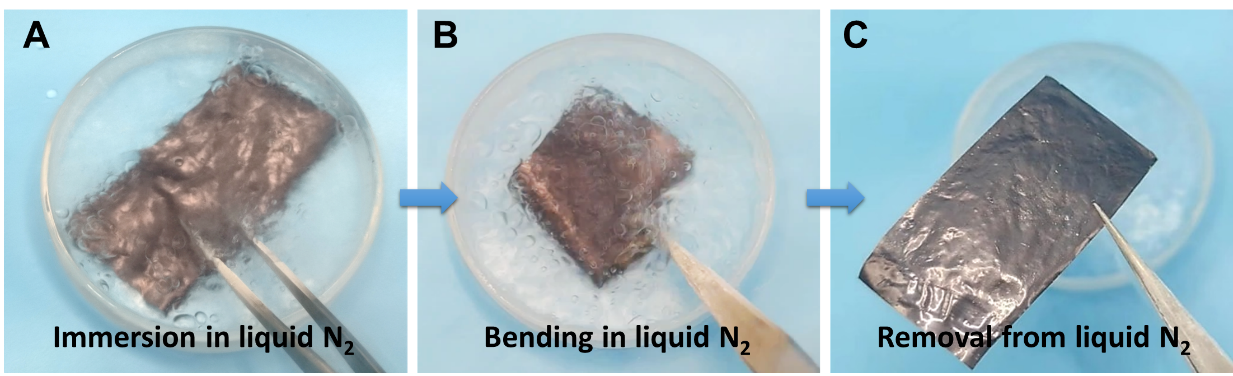 A
B
C
Immersion in liquid N₂
Bending in liquid N₂
Removal from liquid N₂